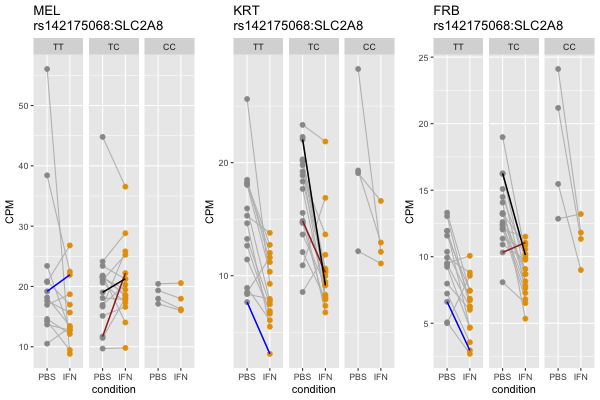 MEL
rs142175068:SLC2A8
TT TC CC
CPM
50
40
30
20
10
PBS IFN PBS IFN PBS IFN
condition
KRT
rs142175068:SLC2A8
TT TC CC
CPM
20
10
PBS IFN PBS IFN PBS IFN
condition
FRB
rs142175068:SLC2A8
TT TC CC
CPM
25
20
15
10
5
PBS IFN PBS IFN PBS IFN
condition